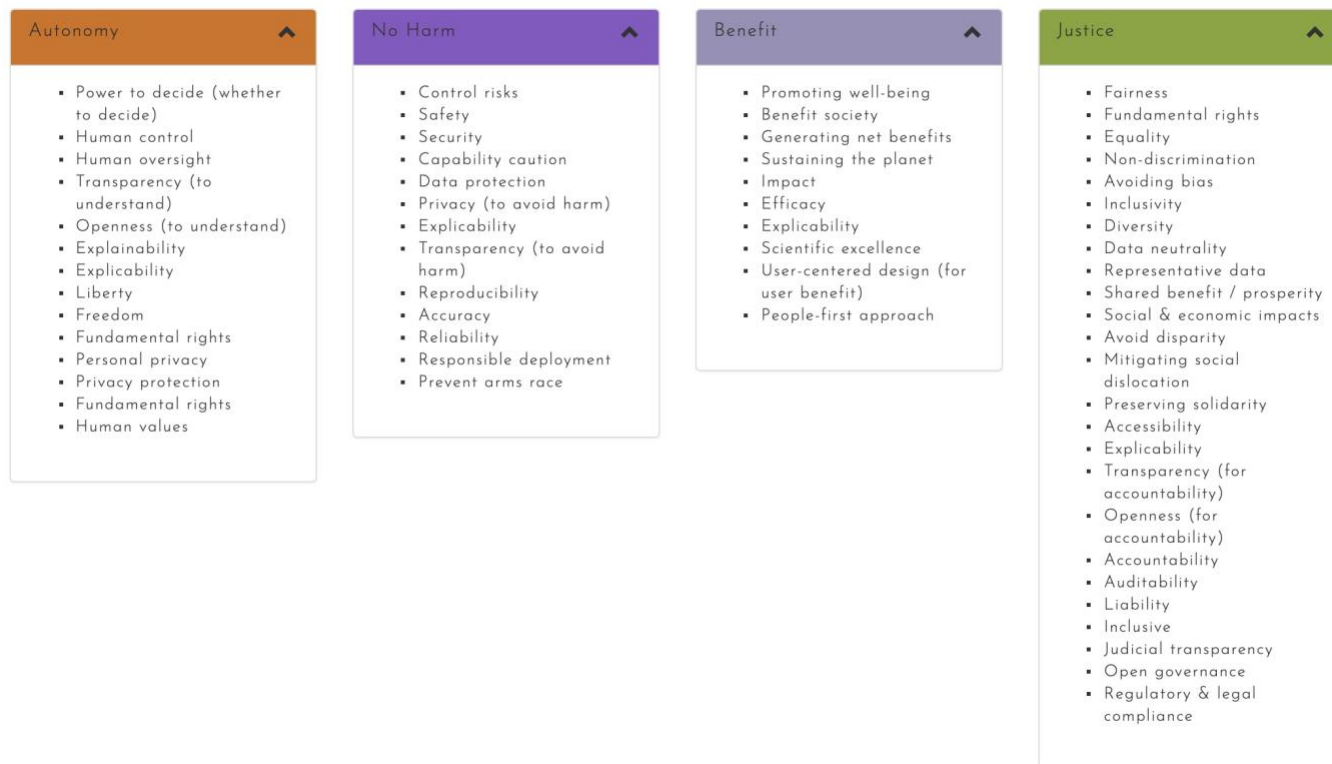 Autonomy
Power to decide (whether
to decide)
Human control
Human oversight
Transparency (to
understand)
Openness (to understand)
Explainability
Explicability
Liberty
Freedom
Fundamental rights
Personal privacy
Privacy protection
Fundamental rights
Human values
No Harm
Control risks
Safety
Security
Capability caution
Data protection
Privacy (to avoid harm)
Explicability
Transparency (to avoid
harm)
Reproducibility
Accuracy
Reliability
Responsible deployment
Prevent arms race
Benefit
Promoting well-being
Benefit society
Generating net benefits
Sustaining the planet
Impact
Efficacy
Explicability
Scientific excellence
User-centered design (for
user benefit)
People-first approach
Justice
Fairness
Fundamental rights
Equality
Non-discrimination
Avoiding bias
Inclusivity
Diversity
Data neutrality
Representative data
Shared benefit / prosperity
Social & economic impacts
Avoid disparity
Mitigating social
dislocation
Preserving solidarity
Accessibility
Explicability
Transparency (for
accountability)
Openness (for
accountability)
Accountability
Auditability
Liability
Inclusive
Judicial transparency
Open governance
Regulatory & legal
compliance